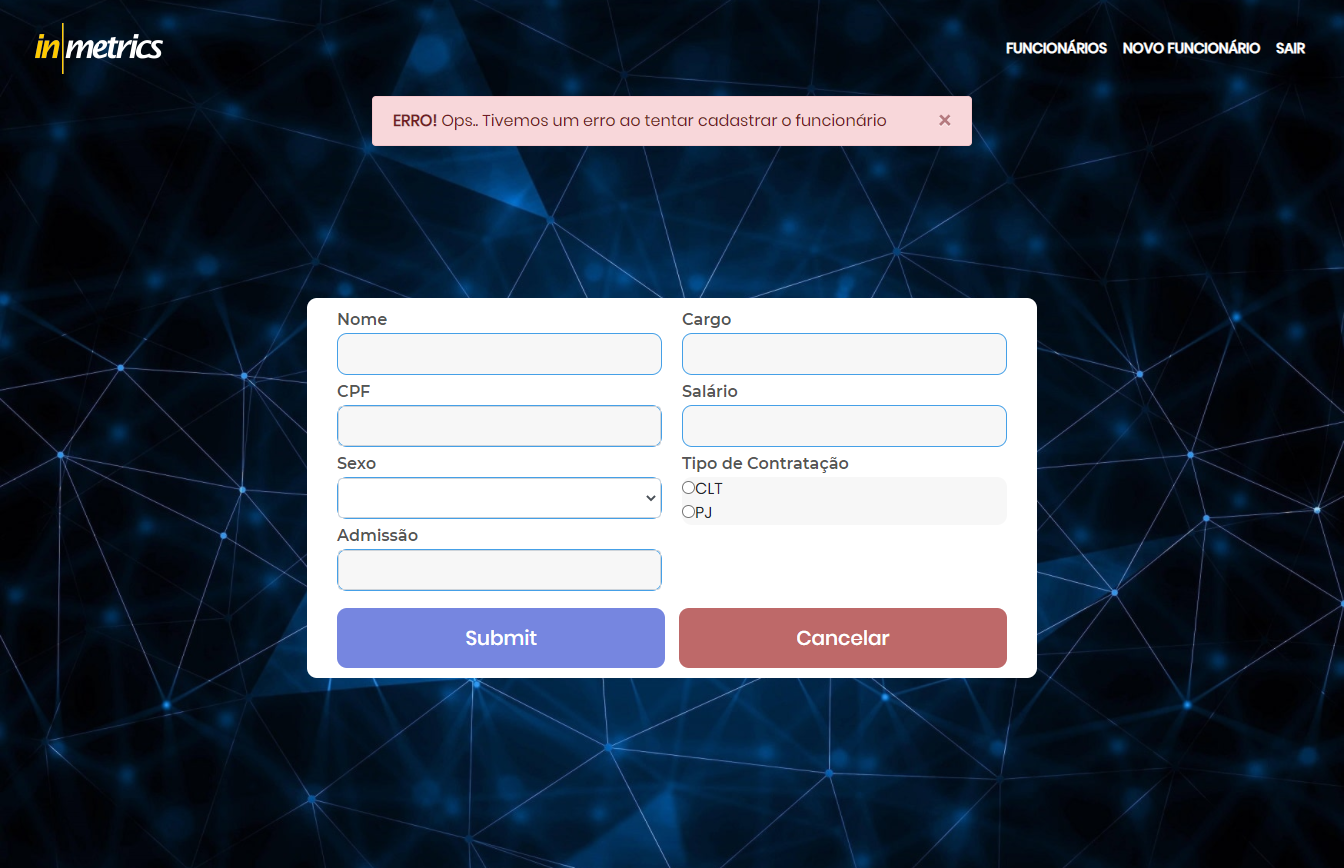 in|metrics
FUNCIONÁRIOS NOVO FUNCIONÁRIO SAIR
ERRO! Ops.. Tivemos um erro ao tentar cadastrar o funcionário ×
Nome
Cargo
CPF
Salário
Sexo
Tipo de Contratação
CLT
PJ
Admissão
Submit
Cancelar